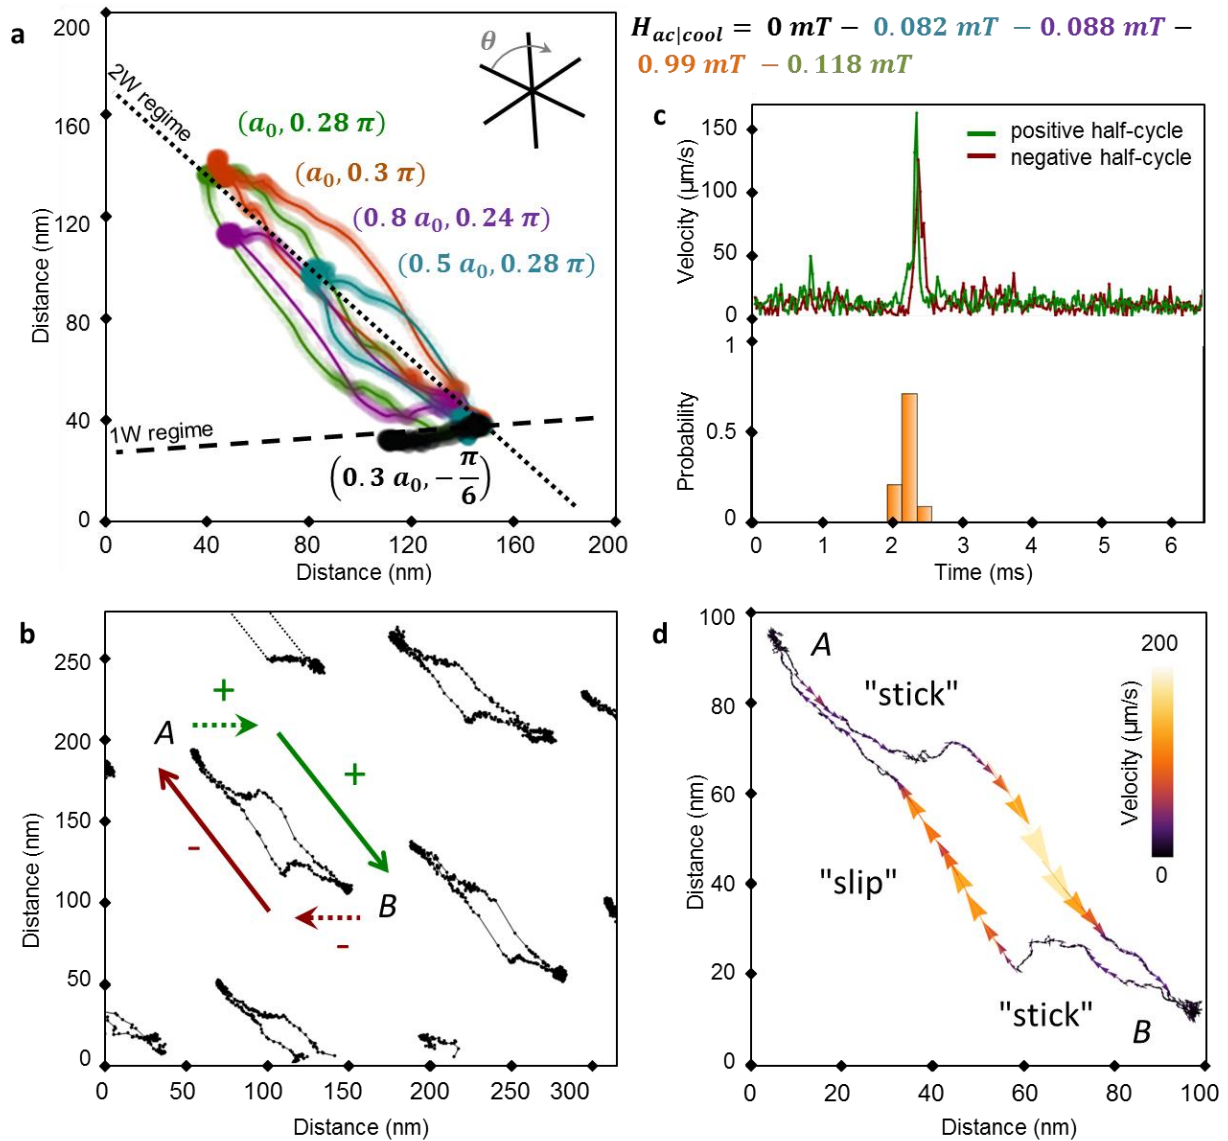 a
200
160
120
80
40
0
Distance (nm)
0
40
80
120
160
200
Distance (nm)
2W regime
1W regime
θ
(a₀, 0.28 π)
(a₀, 0.3 π)
(0.8 a₀, 0.24 π)
(0.5 a₀, 0.28 π)
(0.3 a₀, −π/6)
H_{ac|cool} = 0 mT − 0.082 mT − 0.088 mT −
0.99 mT − 0.118 mT
c
150
100
50
0
Velocity (µm/s)
positive half-cycle
negative half-cycle
1
0.5
0
Probability
0 1 2 3 4 5 6
Time (ms)
b
250
200
150
100
50
0
Distance (nm)
0 50 100 150 200 250 300
Distance (nm)
+
A
+
-
B
-
d
100
80
60
40
20
0
Distance (nm)
0 20 40 60 80 100
Distance (nm)
A
"stick"
"slip"
"stick"
B
200
Velocity (µm/s)
0